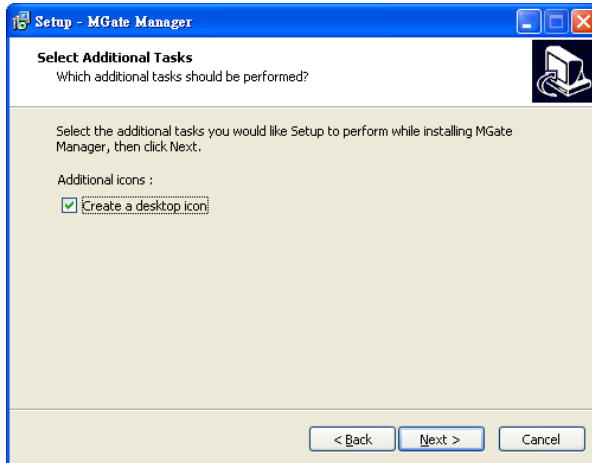 Setup - MGate Manager
Select Additional Tasks
Which additional tasks should be performed?
Select the additional tasks you would like Setup to perform while installing MGate
Manager, then click Next.
Additional icons :
Create a desktop icon
< Back
Next >
Cancel